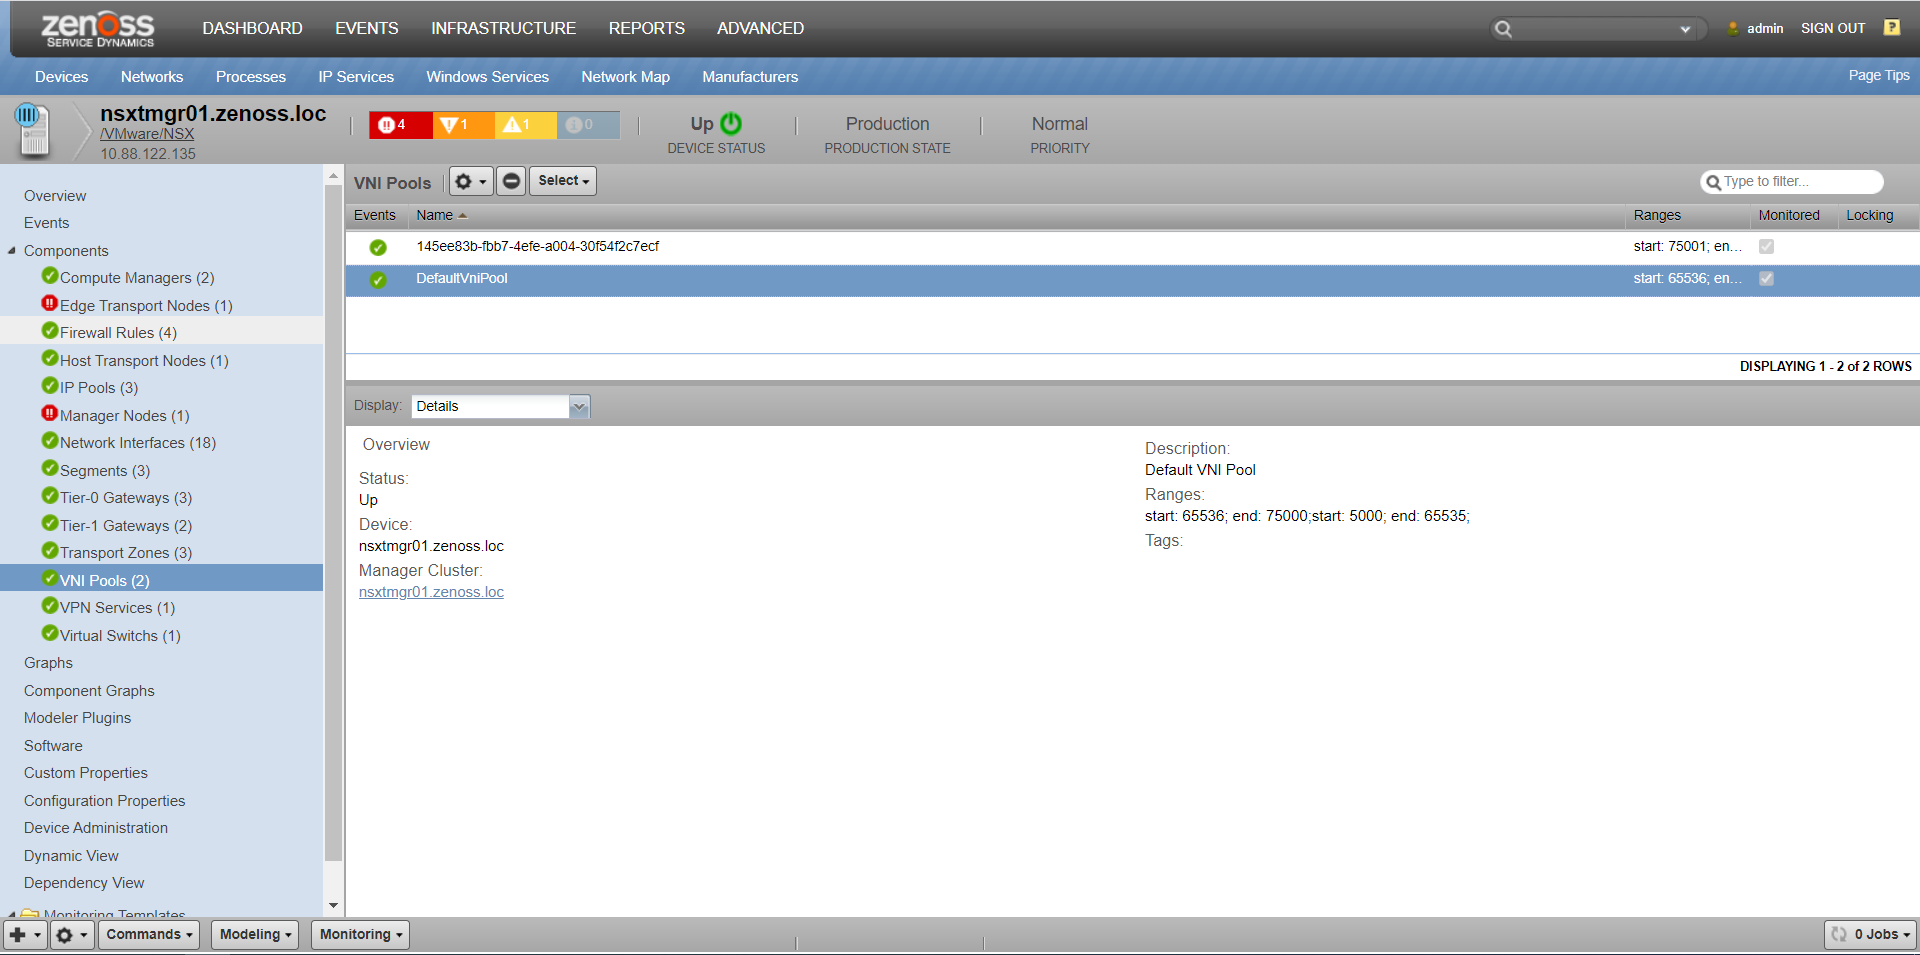 zenoss
SERVICE DYNAMICS
DASHBOARD EVENTS INFRASTRUCTURE REPORTS ADVANCED
admin SIGN OUT ?
Devices Networks Processes IP Services Windows Services Network Map Manufacturers Page Tips
nsxtmgr01.zenoss.loc
/VMware/NSX
10.88.122.135
4 1 1 0
Up
DEVICE STATUS
Production
PRODUCTION STATE
Normal
PRIORITY
Overview
Events
Components
Compute Managers (2)
Edge Transport Nodes (1)
Firewall Rules (4)
Host Transport Nodes (1)
IP Pools (3)
Manager Nodes (1)
Network Interfaces (18)
Segments (3)
Tier-0 Gateways (3)
Tier-1 Gateways (2)
Transport Zones (3)
VNI Pools (2)
VPN Services (1)
Virtual Switchs (1)
Graphs
Component Graphs
Modeler Plugins
Software
Custom Properties
Configuration Properties
Device Administration
Dynamic View
Dependency View
Monitoring Templates
VNI Pools Select Type to filter...
Events Name Ranges Monitored Locking
145ee83b-fbb7-4efe-a004-30f54f2c7ecf start: 75001; en...
DefaultVniPool start: 65536; en...
DISPLAYING 1 - 2 of 2 ROWS
Display: Details
Overview
Status:
Up
Device:
nsxtmgr01.zenoss.loc
Manager Cluster:
nsxtmgr01.zenoss.loc
Description:
Default VNI Pool
Ranges:
start: 65536; end: 75000;start: 5000; end: 65535;
Tags:
Commands Modeling Monitoring 0 Jobs